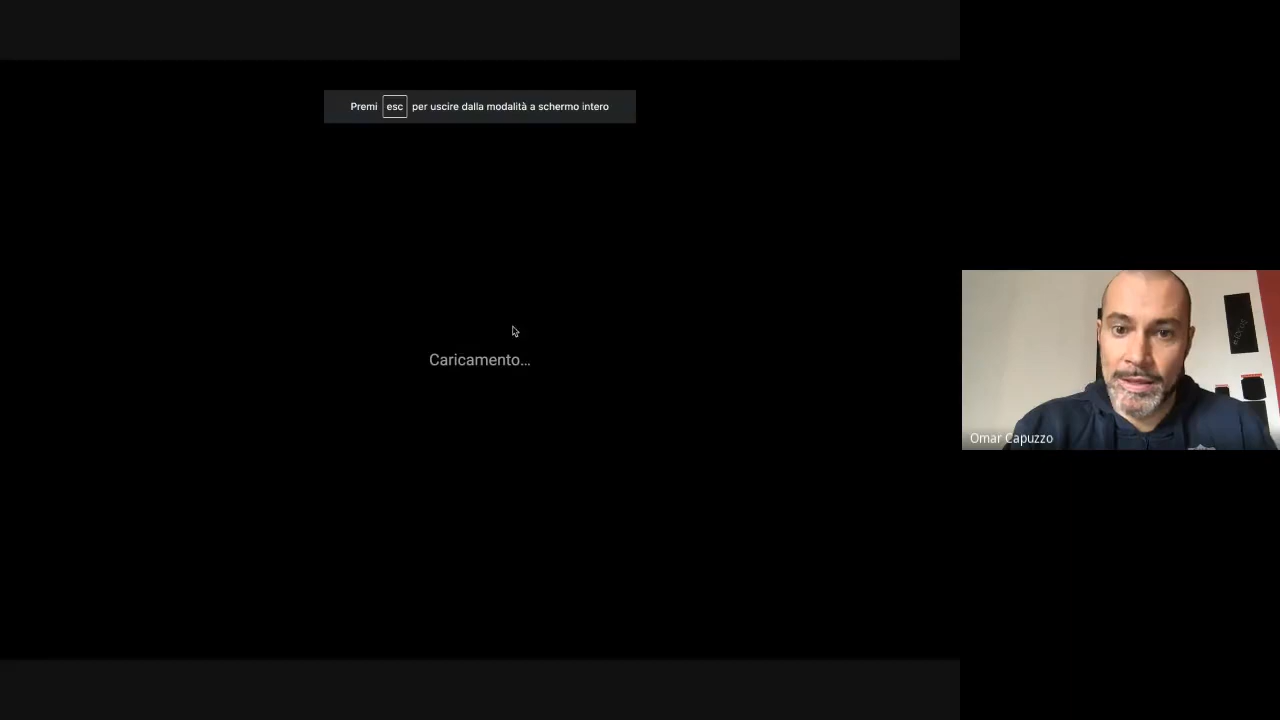 Premi esc per uscire dalla modalità a schermo intero
Caricamento…
Omar Capuzzo